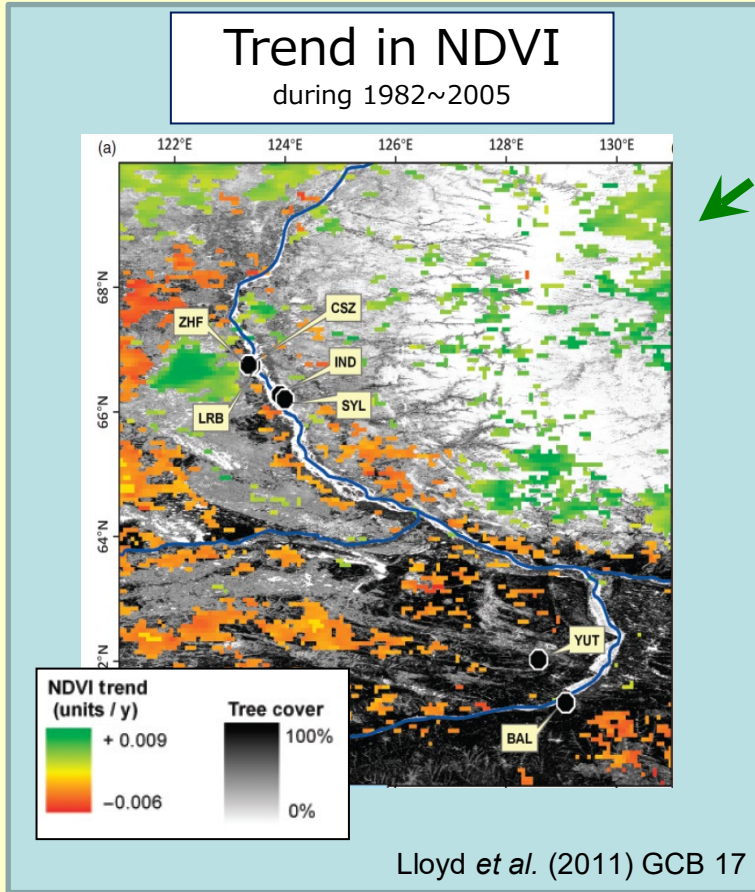 Trend in NDVI
during 1982~2005
(a)
122°E 124°E 126°E 128°E 130°E
68°N
CSZ
ZHF
IND
66°N
SYL
LRB
64°N
YUT
2°N
BAL
NDVI trend
(units / y)
+ 0.009
−0.006
Tree cover
100%
0%
Lloyd et al. (2011) GCB 17